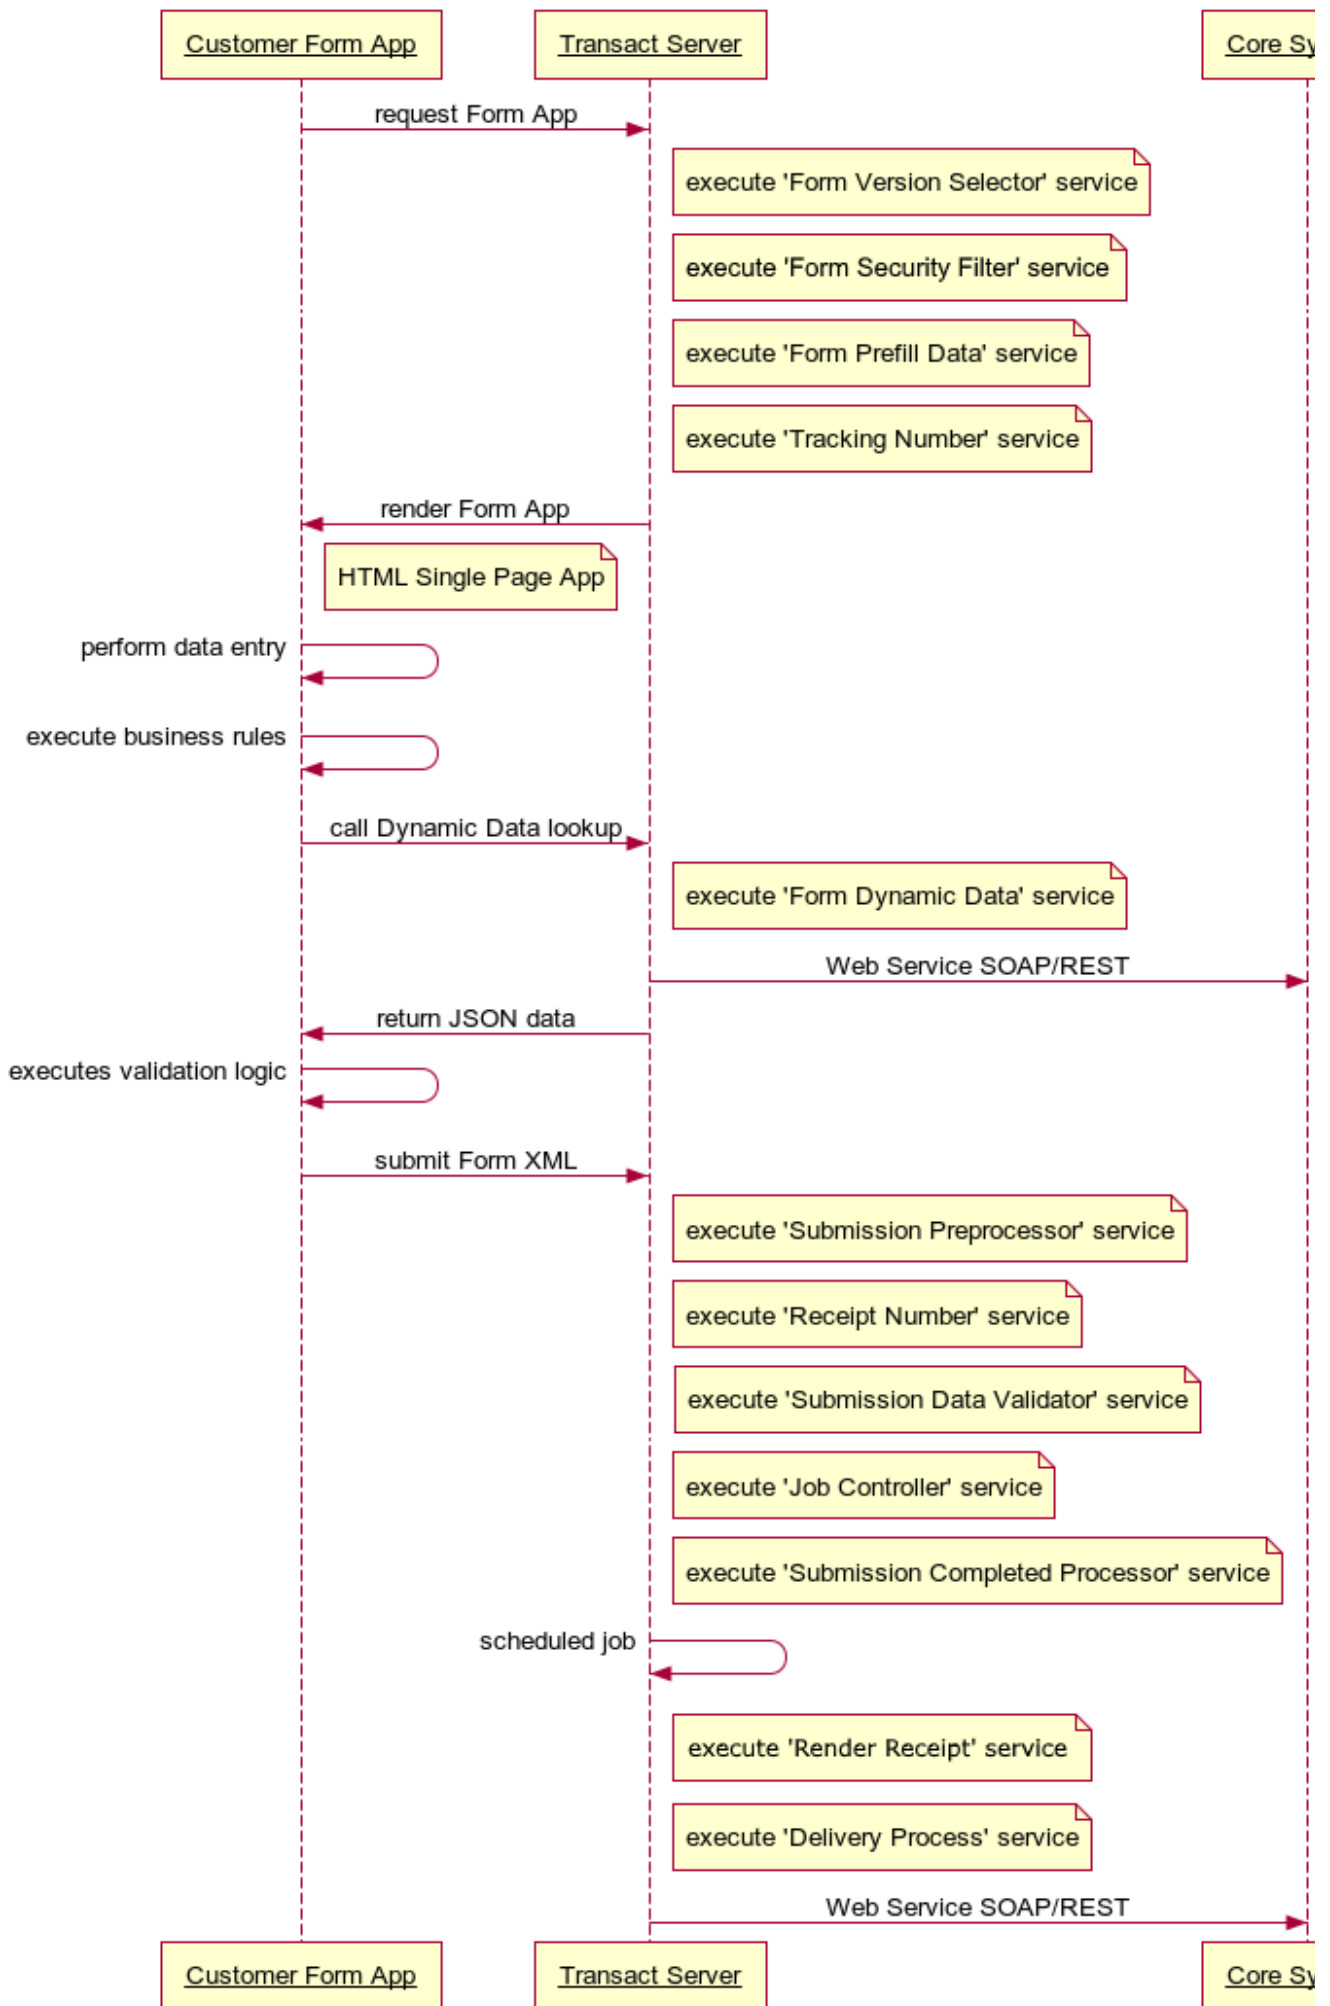 Customer Form App
Transact Server
Core Sy
request Form App
execute 'Form Version Selector' service
execute 'Form Security Filter' service
execute 'Form Prefill Data' service
execute 'Tracking Number' service
render Form App
HTML Single Page App
perform data entry
execute business rules
call Dynamic Data lookup
execute 'Form Dynamic Data' service
Web Service SOAP/REST
return JSON data
executes validation logic
submit Form XML
execute 'Submission Preprocessor' service
execute 'Receipt Number' service
execute 'Submission Data Validator' service
execute 'Job Controller' service
execute 'Submission Completed Processor' service
scheduled job
execute 'Render Receipt' service
execute 'Delivery Process' service
Web Service SOAP/REST
Customer Form App
Transact Server
Core Sy